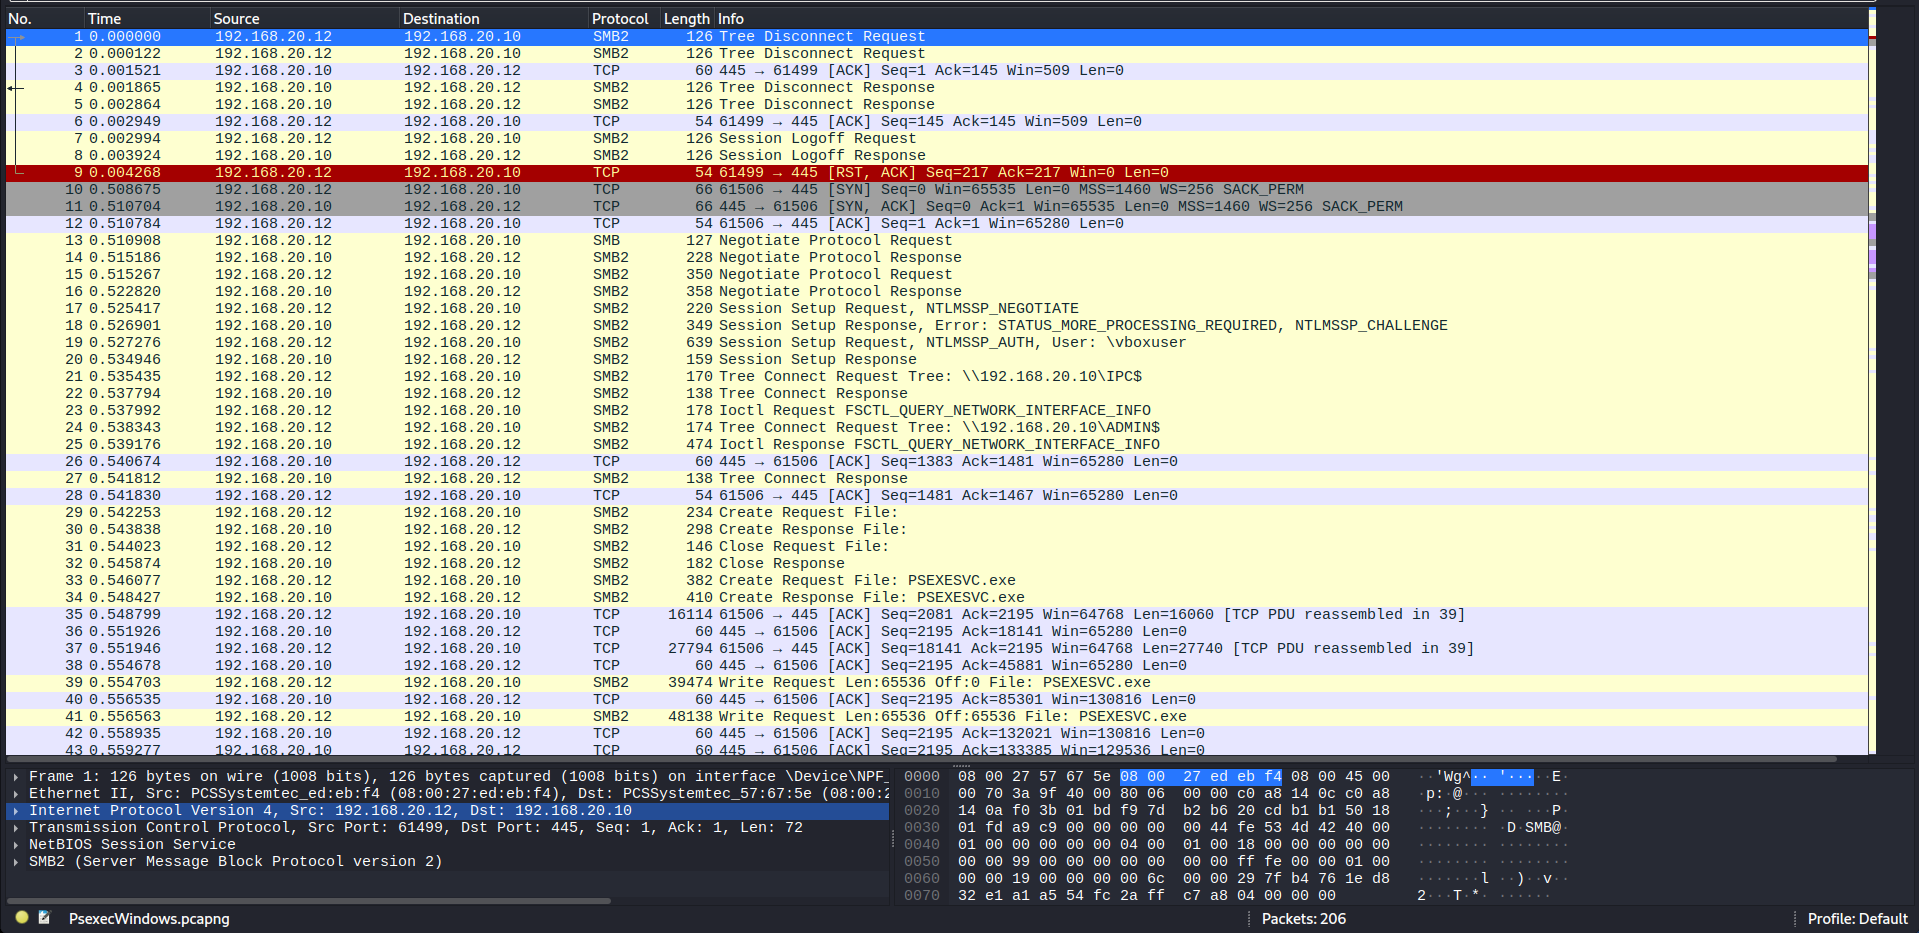 No. Time Source Destination Protocol Length Info
1 0.000000 192.168.20.12 192.168.20.10 SMB2 126 Tree Disconnect Request
2 0.000122 192.168.20.12 192.168.20.10 SMB2 126 Tree Disconnect Request
3 0.001521 192.168.20.10 192.168.20.12 TCP 60 445 → 61499 [ACK] Seq=1 Ack=145 Win=509 Len=0
4 0.001865 192.168.20.10 192.168.20.12 SMB2 126 Tree Disconnect Response
5 0.002864 192.168.20.10 192.168.20.12 SMB2 126 Tree Disconnect Response
6 0.002949 192.168.20.12 192.168.20.10 TCP 54 61499 → 445 [ACK] Seq=145 Ack=145 Win=509 Len=0
7 0.002994 192.168.20.12 192.168.20.10 SMB2 126 Session Logoff Request
8 0.003924 192.168.20.10 192.168.20.12 SMB2 126 Session Logoff Response
9 0.004268 192.168.20.12 192.168.20.10 TCP 54 61499 → 445 [RST, ACK] Seq=217 Ack=217 Win=0 Len=0
10 0.508675 192.168.20.12 192.168.20.10 TCP 66 61506 → 445 [SYN] Seq=0 Win=65535 Len=0 MSS=1460 WS=256 SACK_PERM
11 0.510704 192.168.20.10 192.168.20.12 TCP 66 445 → 61506 [SYN, ACK] Seq=0 Ack=1 Win=65535 Len=0 MSS=1460 WS=256 SACK_PERM
12 0.510784 192.168.20.12 192.168.20.10 TCP 54 61506 → 445 [ACK] Seq=1 Ack=1 Win=65280 Len=0
13 0.510908 192.168.20.12 192.168.20.10 SMB 127 Negotiate Protocol Request
14 0.515186 192.168.20.10 192.168.20.12 SMB2 228 Negotiate Protocol Response
15 0.515267 192.168.20.12 192.168.20.10 SMB2 350 Negotiate Protocol Request
16 0.522820 192.168.20.10 192.168.20.12 SMB2 358 Negotiate Protocol Response
17 0.525417 192.168.20.12 192.168.20.10 SMB2 220 Session Setup Request, NTLMSSP_NEGOTIATE
18 0.526901 192.168.20.10 192.168.20.12 SMB2 349 Session Setup Response, Error: STATUS_MORE_PROCESSING_REQUIRED, NTLMSSP_CHALLENGE
19 0.527276 192.168.20.12 192.168.20.10 SMB2 639 Session Setup Request, NTLMSSP_AUTH, User: \vboxuser
20 0.534946 192.168.20.10 192.168.20.12 SMB2 159 Session Setup Response
21 0.535435 192.168.20.12 192.168.20.10 SMB2 170 Tree Connect Request Tree: \\192.168.20.10\IPC$
22 0.537794 192.168.20.10 192.168.20.12 SMB2 138 Tree Connect Response
23 0.537992 192.168.20.12 192.168.20.10 SMB2 178 Ioctl Request FSCTL_QUERY_NETWORK_INTERFACE_INFO
24 0.538343 192.168.20.12 192.168.20.10 SMB2 174 Tree Connect Request Tree: \\192.168.20.10\ADMIN$
25 0.539176 192.168.20.10 192.168.20.12 SMB2 474 Ioctl Response FSCTL_QUERY_NETWORK_INTERFACE_INFO
26 0.540674 192.168.20.10 192.168.20.12 TCP 60 445 → 61506 [ACK] Seq=1383 Ack=1481 Win=65280 Len=0
27 0.541812 192.168.20.10 192.168.20.12 SMB2 138 Tree Connect Response
28 0.541830 192.168.20.12 192.168.20.10 TCP 54 61506 → 445 [ACK] Seq=1481 Ack=1467 Win=65280 Len=0
29 0.542253 192.168.20.12 192.168.20.10 SMB2 234 Create Request File:
30 0.543838 192.168.20.10 192.168.20.12 SMB2 298 Create Response File:
31 0.544023 192.168.20.12 192.168.20.10 SMB2 146 Close Request File:
32 0.545874 192.168.20.10 192.168.20.12 SMB2 182 Close Response
33 0.546077 192.168.20.12 192.168.20.10 SMB2 382 Create Request File: PSEXESVC.exe
34 0.548427 192.168.20.10 192.168.20.12 SMB2 410 Create Response File: PSEXESVC.exe
35 0.548799 192.168.20.12 192.168.20.10 TCP 16114 61506 → 445 [ACK] Seq=2081 Ack=2195 Win=64768 Len=16060 [TCP PDU reassembled in 39]
36 0.551926 192.168.20.10 192.168.20.12 TCP 60 445 → 61506 [ACK] Seq=2195 Ack=18141 Win=65280 Len=0
37 0.551946 192.168.20.12 192.168.20.10 TCP 27794 61506 → 445 [ACK] Seq=18141 Ack=2195 Win=64768 Len=27740 [TCP PDU reassembled in 39]
38 0.554678 192.168.20.10 192.168.20.12 TCP 60 445 → 61506 [ACK] Seq=2195 Ack=45881 Win=65280 Len=0
39 0.554703 192.168.20.12 192.168.20.10 SMB2 39474 Write Request Len:65536 Off:0 File: PSEXESVC.exe
40 0.556535 192.168.20.10 192.168.20.12 TCP 60 445 → 61506 [ACK] Seq=2195 Ack=85301 Win=130816 Len=0
41 0.556563 192.168.20.12 192.168.20.10 SMB2 48138 Write Request Len:65536 Off:65536 File: PSEXESVC.exe
42 0.558935 192.168.20.10 192.168.20.12 TCP 60 445 → 61506 [ACK] Seq=2195 Ack=132021 Win=130816 Len=0
43 0.559277 192.168.20.10 192.168.20.12 TCP 60 445 → 61506 [ACK] Seq=2195 Ack=133385 Win=129536 Len=0
Frame 1: 126 bytes on wire (1008 bits), 126 bytes captured (1008 bits) on interface \Device\NPF_
Ethernet II, Src: PCSSystemtec_ed:eb:f4 (08:00:27:ed:eb:f4), Dst: PCSSystemtec_57:67:5e (08:00:2
Internet Protocol Version 4, Src: 192.168.20.12, Dst: 192.168.20.10
Transmission Control Protocol, Src Port: 61499, Dst Port: 445, Seq: 1, Ack: 1, Len: 72
NetBIOS Session Service
SMB2 (Server Message Block Protocol version 2)
0000 08 00 27 57 67 5e 08 00 27 ed eb f4 08 00 45 00 ··'Wg^·· '·····E·
0010 00 70 3a 9f 40 00 80 06 00 00 c0 a8 14 0c c0 a8 ·p:·@··· ········
0020 14 0a f0 3b 01 bd f9 7d b2 b6 20 cd b1 b1 50 18 ···;···} ·· ···P·
0030 01 fd a9 c9 00 00 00 00 00 44 fe 53 4d 42 40 00 ········ ·D·SMB@·
0040 01 00 00 00 00 00 04 00 01 00 18 00 00 00 00 00 ········ ········
0050 00 00 99 00 00 00 00 00 00 00 ff fe 00 00 01 00 ········ ········
0060 00 00 19 00 00 00 00 6c 00 00 29 7f b4 76 1e d8 ·······l ··)··v··
0070 32 e1 a1 a5 54 fc 2a ff c7 a8 04 00 00 00 2···T·*· ······
PsexecWindows.pcapng
Packets: 206
Profile: Default